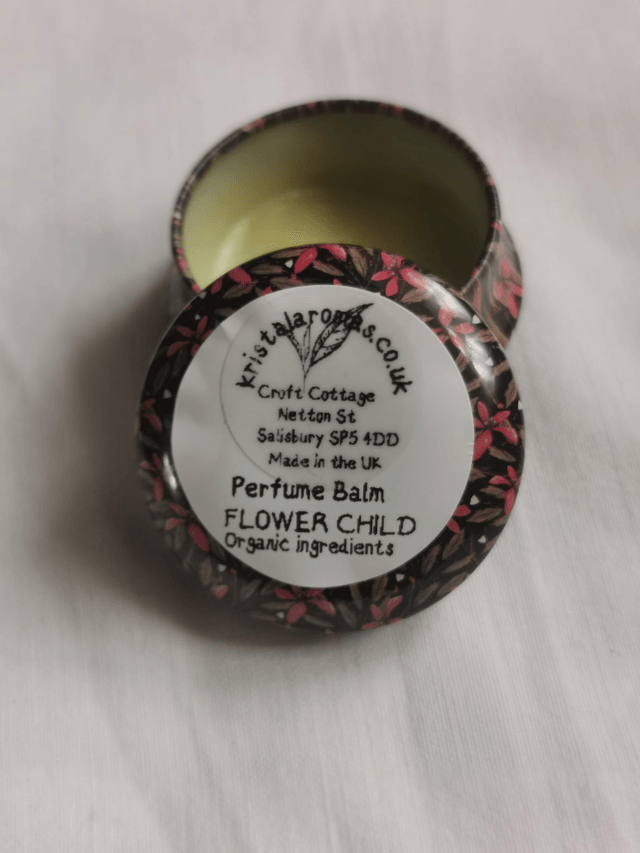 kristalaromas.co.uk
Croft Cottage
Netton St
Salisbury SP5 4DD
Made in the UK
Perfume Balm
FLOWER CHILD
Organic ingredients